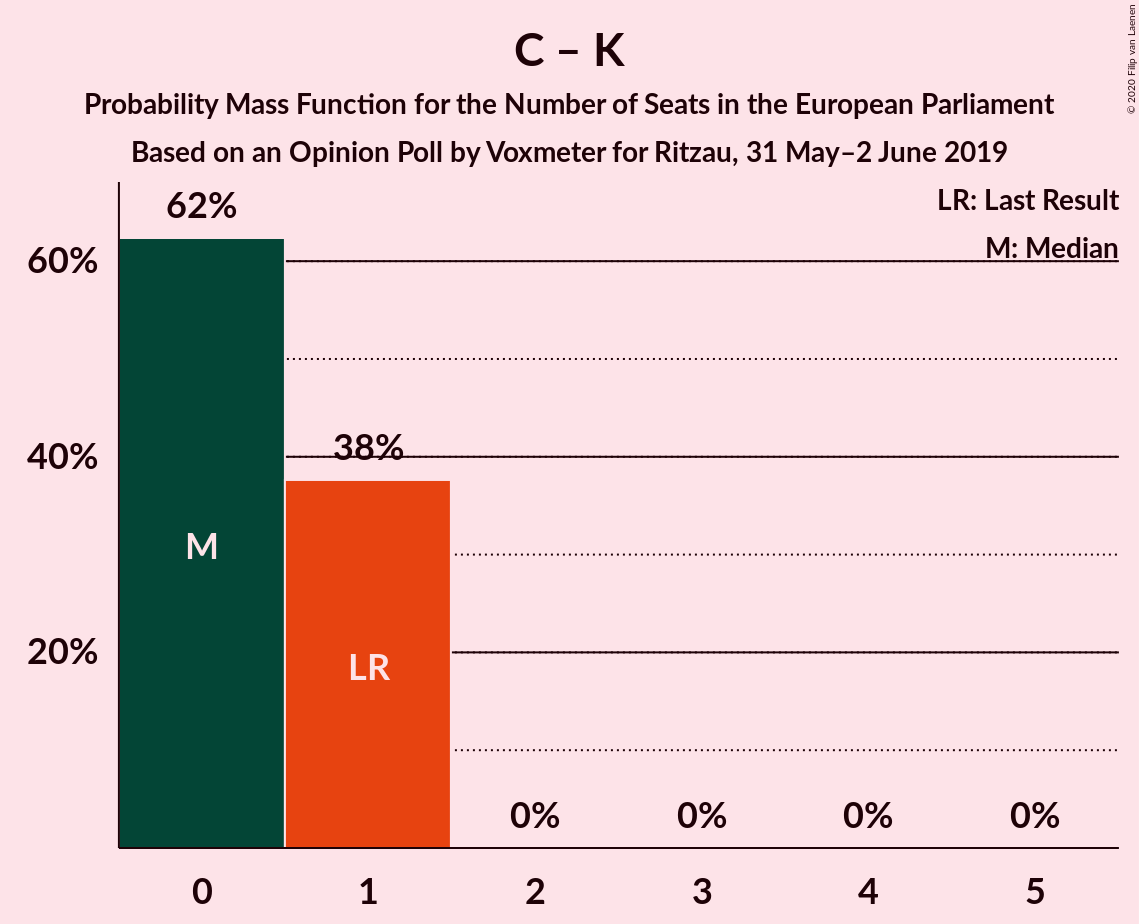 C – K
Probability Mass Function for the Number of Seats in the European Parliament
Based on an Opinion Poll by Voxmeter for Ritzau, 31 May–2 June 2019
© 2020 Filip van Laenen
LR: Last Result
M: Median
62%
60%
38%
40%
M
LR
20%
0% 0% 0% 0%
0 1 2 3 4 5